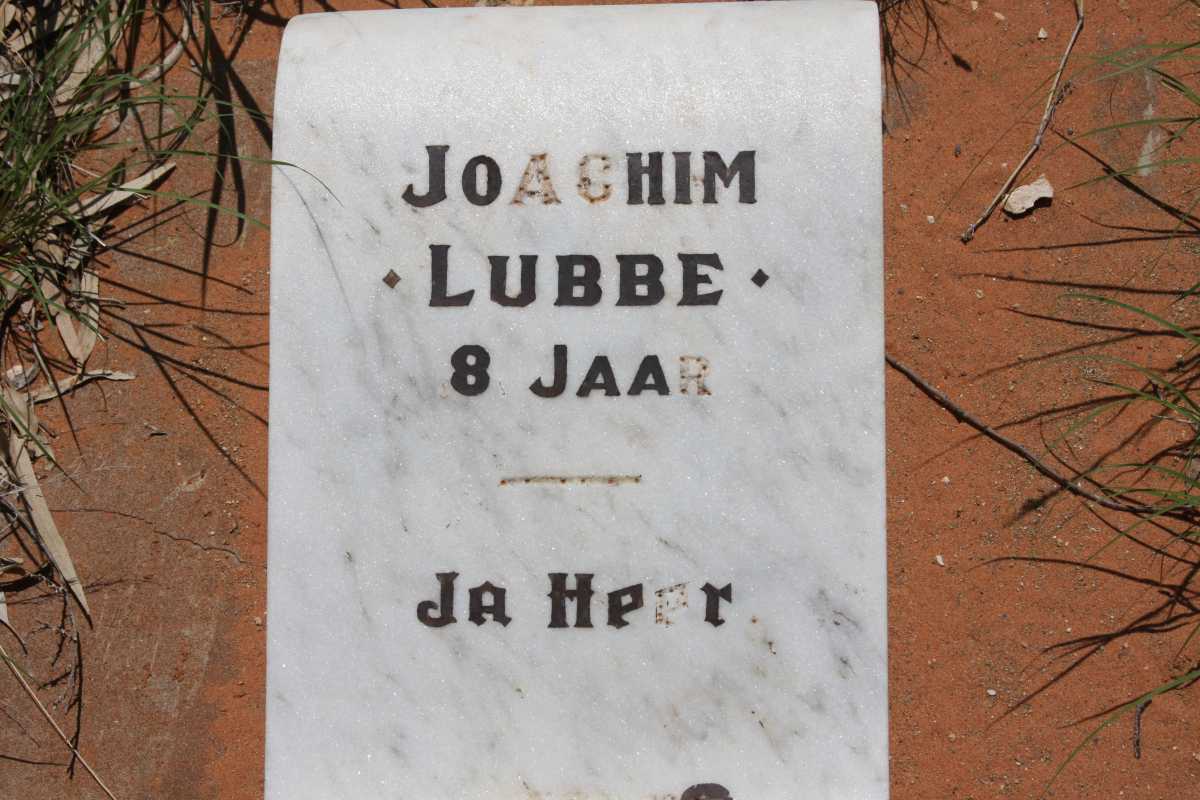 JOACHIM
· LUBBE ·
8 JAAR
Ja Heer